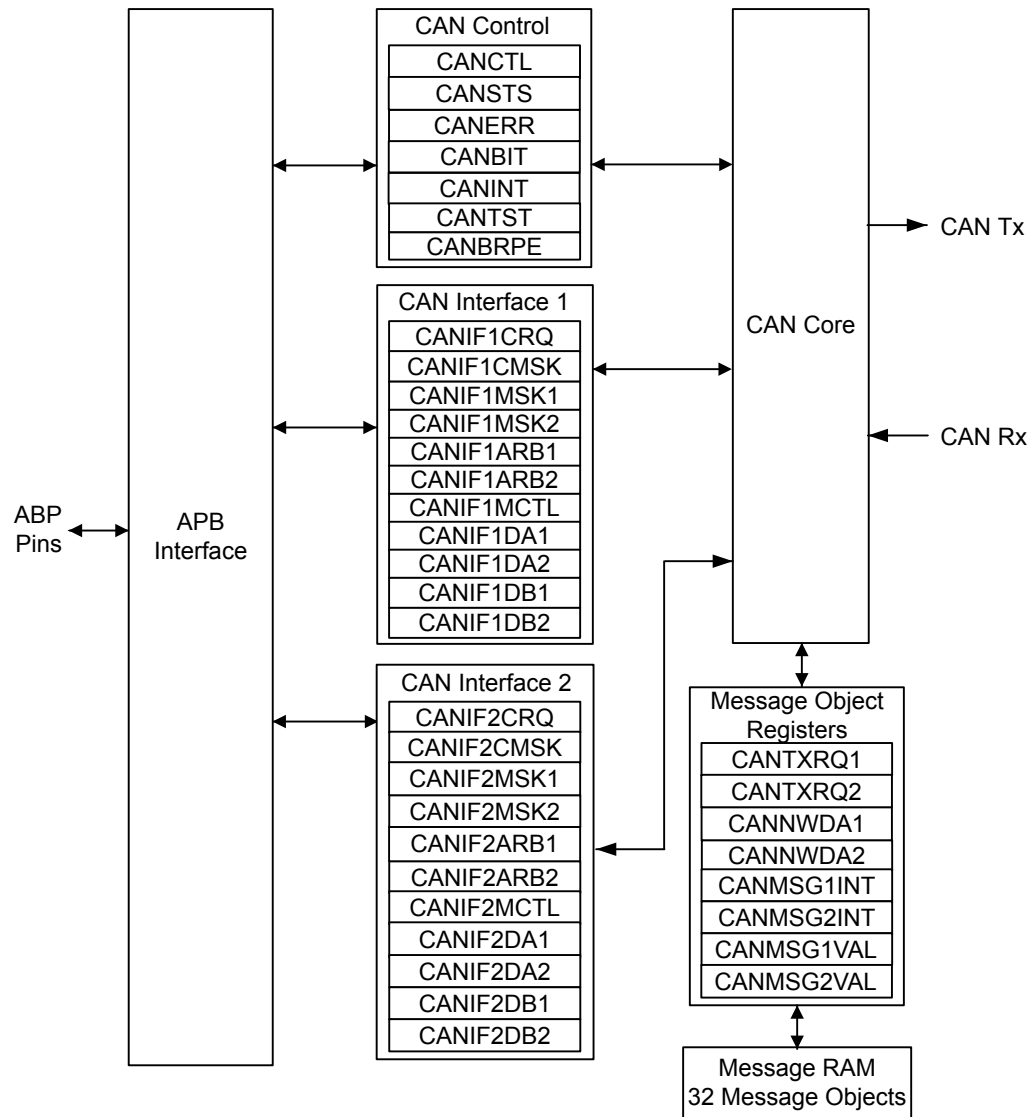 ABP
Pins
APB
Interface
CAN Control
CANCTL
CANSTS
CANERR
CANBIT
CANINT
CANTST
CANBRPE
CAN Interface 1
CANIF1CRQ
CANIF1CMSK
CANIF1MSK1
CANIF1MSK2
CANIF1ARB1
CANIF1ARB2
CANIF1MCTL
CANIF1DA1
CANIF1DA2
CANIF1DB1
CANIF1DB2
CAN Interface 2
CANIF2CRQ
CANIF2CMSK
CANIF2MSK1
CANIF2MSK2
CANIF2ARB1
CANIF2ARB2
CANIF2MCTL
CANIF2DA1
CANIF2DA2
CANIF2DB1
CANIF2DB2
CAN Core
CAN Tx
CAN Rx
Message Object
Registers
CANTXRQ1
CANTXRQ2
CANNWDA1
CANNWDA2
CANMSG1INT
CANMSG2INT
CANMSG1VAL
CANMSG2VAL
Message RAM
32 Message Objects